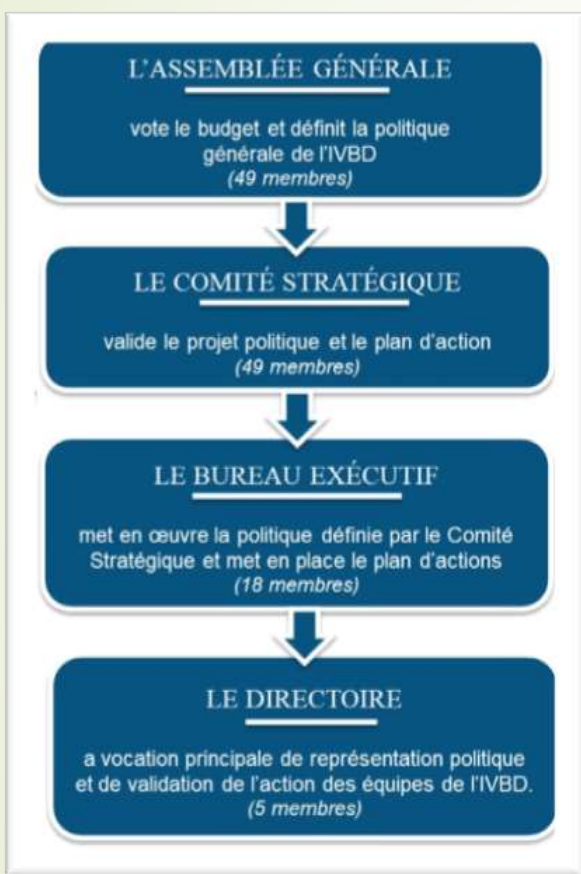 L'ASSEMBLÉE GÉNÉRALE
vote le budget et définit la politique
générale de l'IVBD
(49 membres)
LE COMITÉ STRATÉGIQUE
valide le projet politique et le plan d'action
(49 membres)
LE BUREAU EXÉCUTIF
met en œuvre la politique définie par le Comité
Stratégique et met en place le plan d'actions
(18 membres)
LE DIRECTOIRE
a vocation principale de représentation politique
et de validation de l'action des équipes de l'IVBD.
(5 membres)